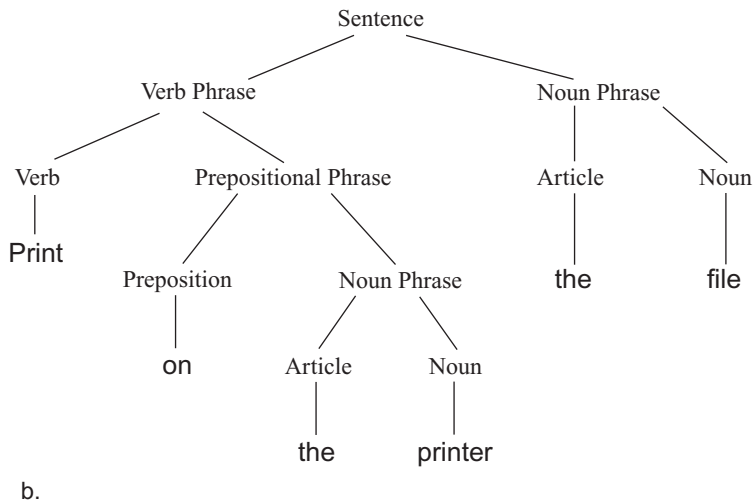 Sentence
Verb Phrase Noun Phrase
Verb Prepositional Phrase Article Noun
Print
Preposition Noun Phrase the file
on Article Noun
the printer
b.